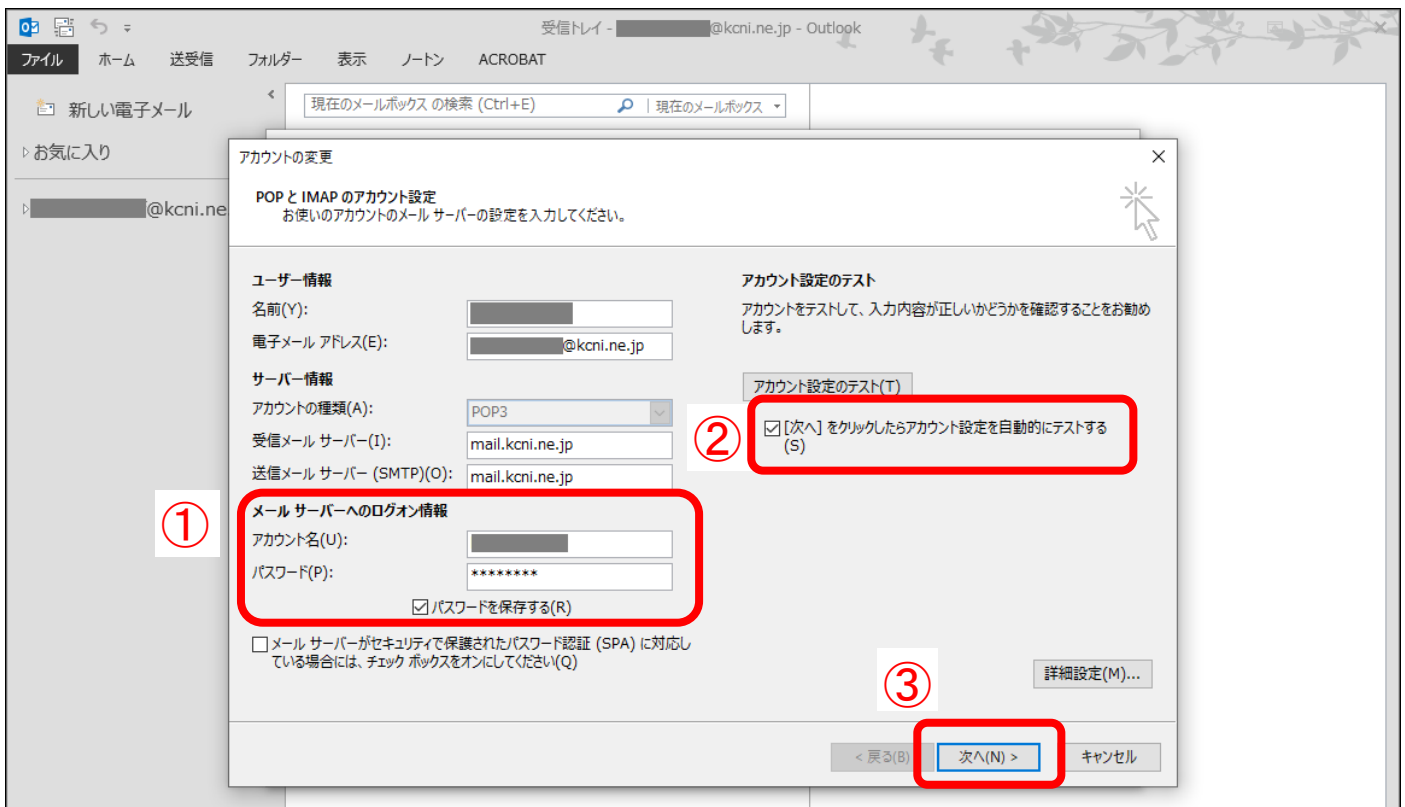 受信トレイ - @kcni.ne.jp - Outlook
ファイル ホーム 送受信 フォルダー 表示 ノートン ACROBAT
新しい電子メール
現在のメールボックス の検索 (Ctrl+E) 現在のメールボックス
お気に入り
@kcni.ne
アカウントの変更
POP と IMAP のアカウント設定
お使いのアカウントのメール サーバーの設定を入力してください。
ユーザー情報
名前(Y):
電子メール アドレス(E): @kcni.ne.jp
サーバー情報
アカウントの種類(A): POP3
受信メール サーバー(I): mail.kcni.ne.jp
送信メール サーバー (SMTP)(O): mail.kcni.ne.jp
①
メール サーバーへのログオン情報
アカウント名(U):
パスワード(P): ********
パスワードを保存する(R)
メール サーバーがセキュリティで保護されたパスワード認証 (SPA) に対応し
ている場合には、チェック ボックスをオンにしてください(Q)
アカウント設定のテスト
アカウントをテストして、入力内容が正しいかどうかを確認することをお勧め
します。
アカウント設定のテスト(T)
②
[次へ] をクリックしたらアカウント設定を自動的にテストする
(S)
詳細設定(M)...
③
< 戻る(B) 次へ(N) > キャンセル